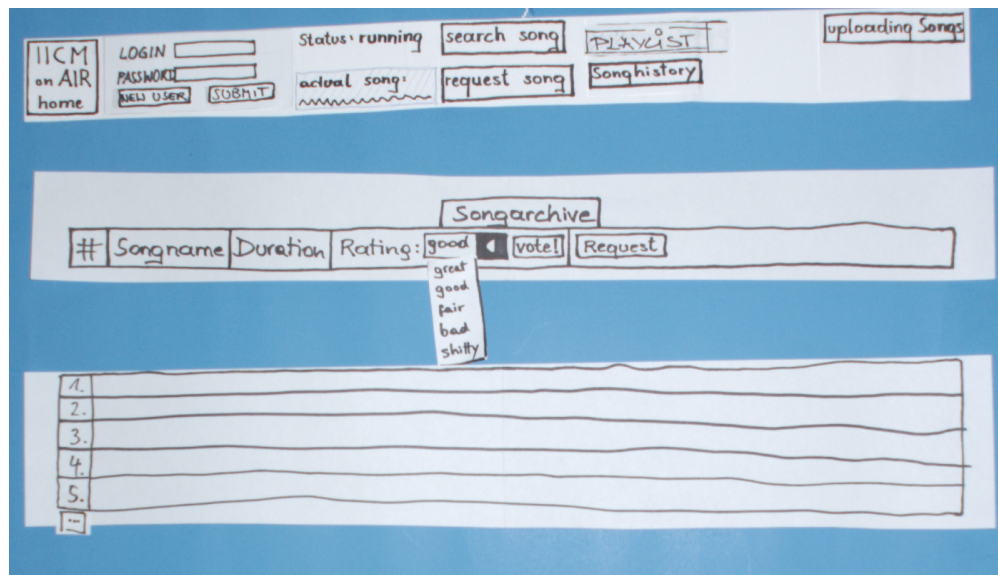 IICM
on AIR
home
LOGIN
PASSWORD
NEW USER SUBMIT
Status: running
actual song:
search song
request song
PLAYLIST
Songhistory
uploading Songs
Songarchive
# Songname Duration Rating: good vote! Request
great
good
fair
bad
shitty
1.
2.
3.
4.
5.
...